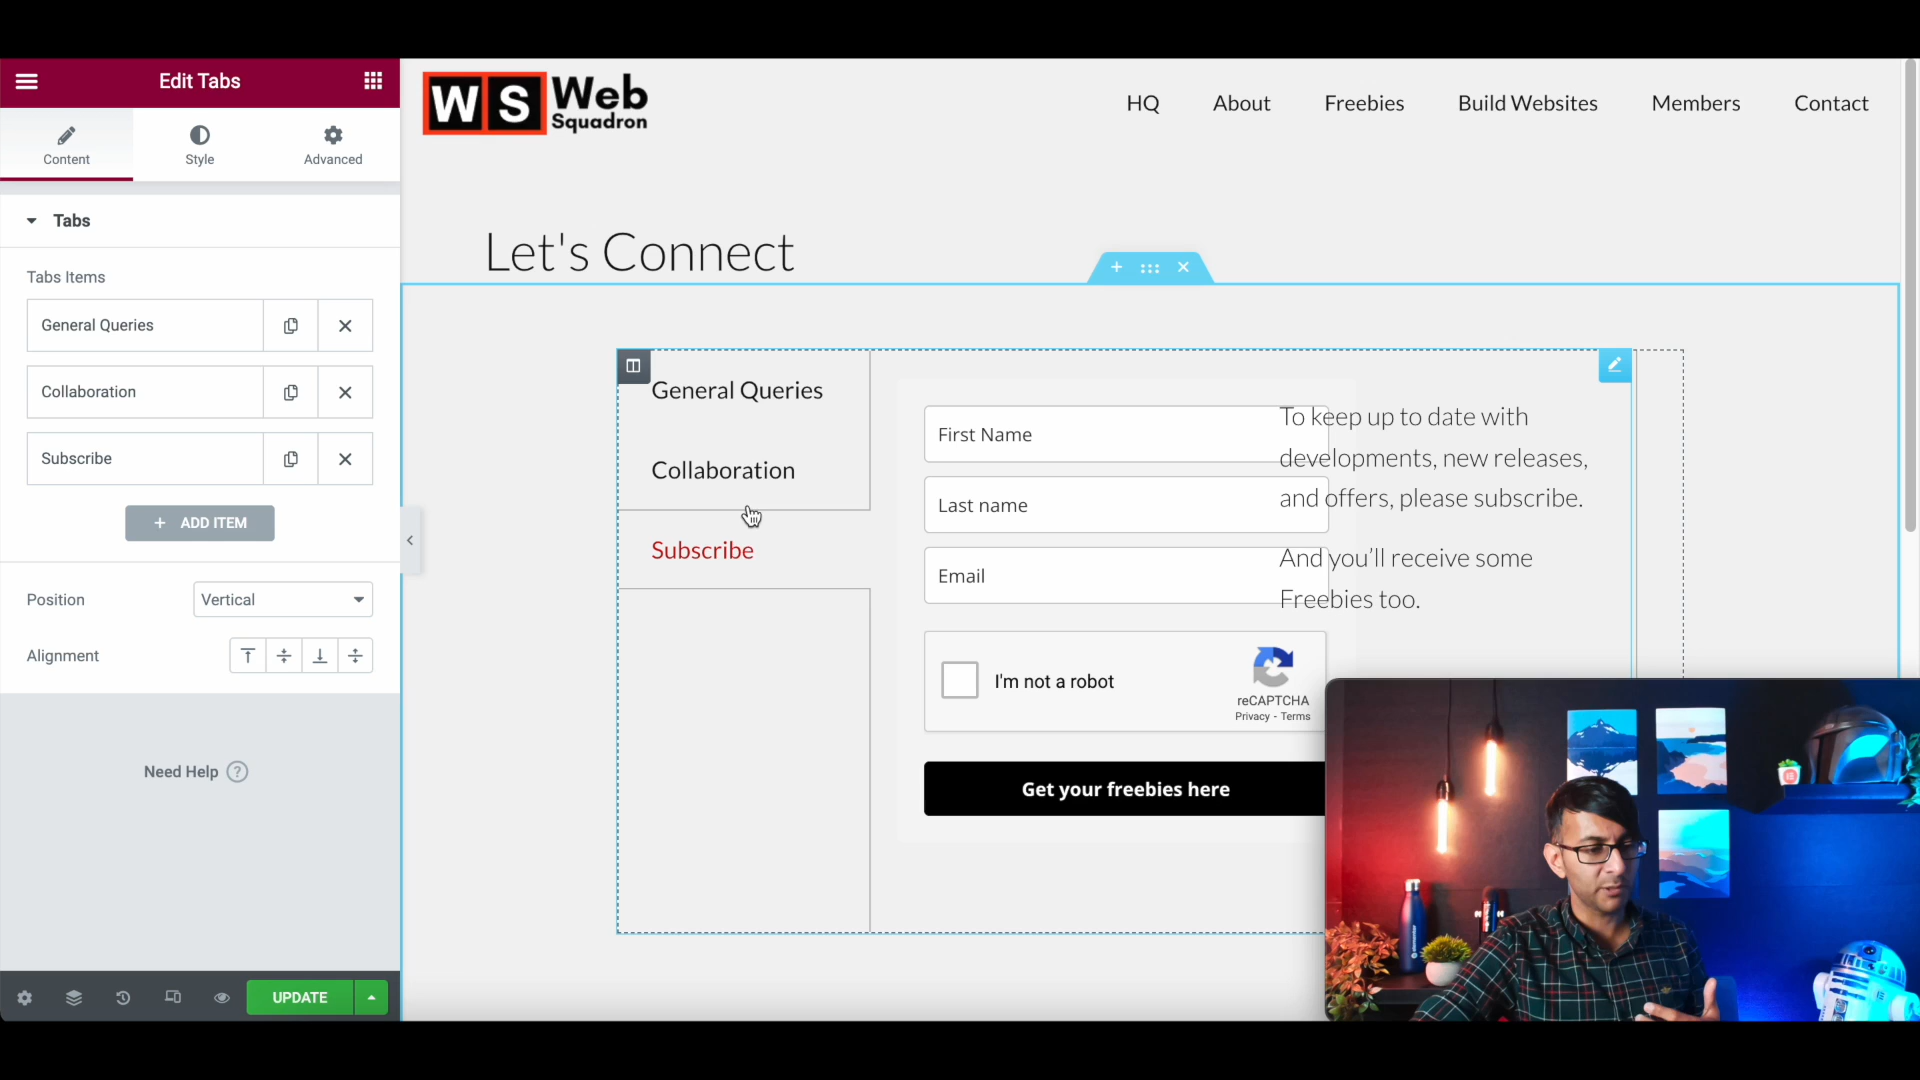 Edit Tabs
Content
Style
Advanced
Tabs
Tabs Items
General Queries
Collaboration
Subscribe
+ ADD ITEM
Position
Vertical
Alignment
Need Help ?
UPDATE
WS Web
Squadron
HQ
About
Freebies
Build Websites
Members
Contact
Let's Connect
General Queries
Collaboration
Subscribe
First Name
Last name
Email
I'm not a robot
reCAPTCHA
Privacy - Terms
Get your freebies here
To keep up to date with
developments, new releases,
and offers, please subscribe.
And you’ll receive some
Freebies too.